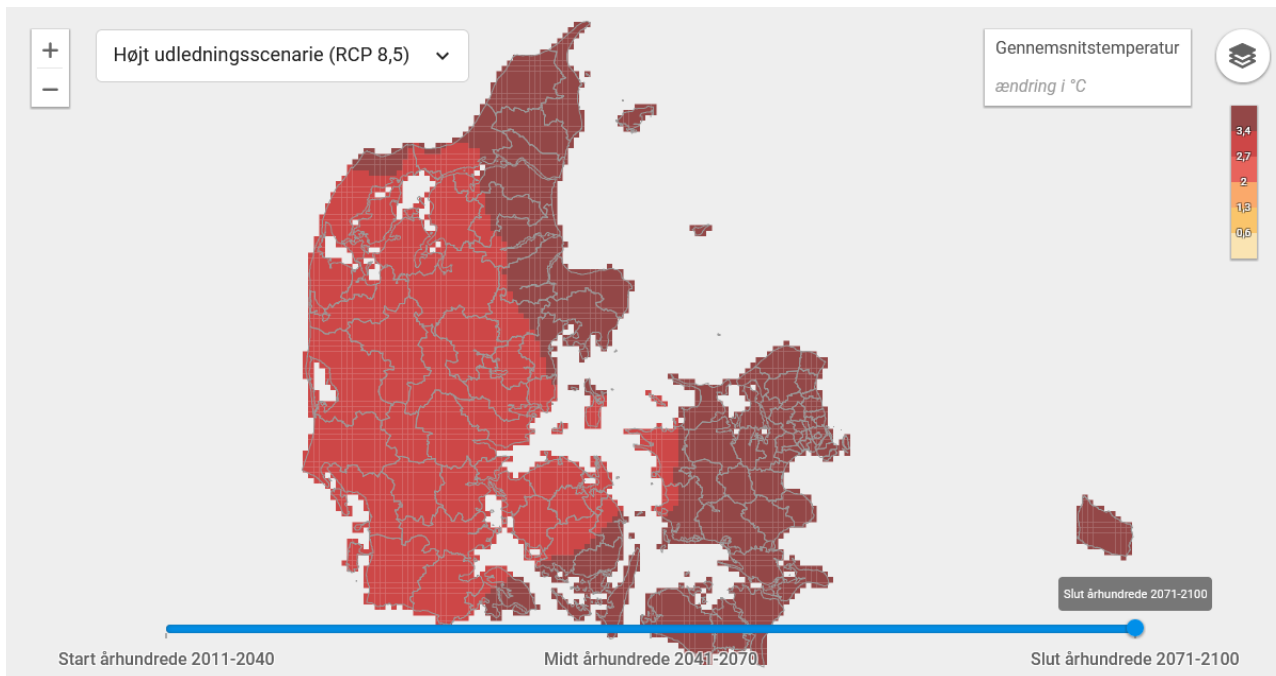 +
−
Højt udledningsscenarie (RCP 8,5)
Gennemsnitstemperatur
ændring i °C
3,4
2,7
2
1,3
0,6
Slut århundrede 2071-2100
Start århundrede 2011-2040
Midt århundrede 2041-2070
Slut århundrede 2071-2100